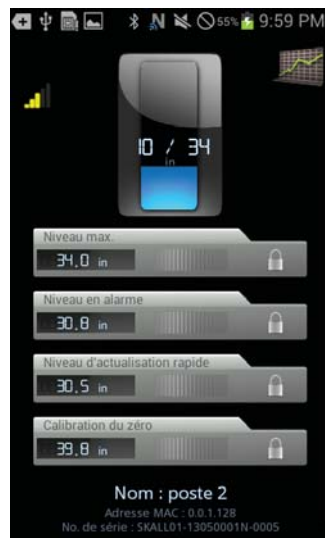 55% 9:59 PM
10 / 34
in
Niveau max.
34,0 in
Niveau en alarme
30,8 in
Niveau d'actualisation rapide
30,5 in
Calibration du zéro
39,8 in
Nom : poste 2
Adresse MAC : 0.0.1.128
No. de série : SKALL01-13050001N-0005